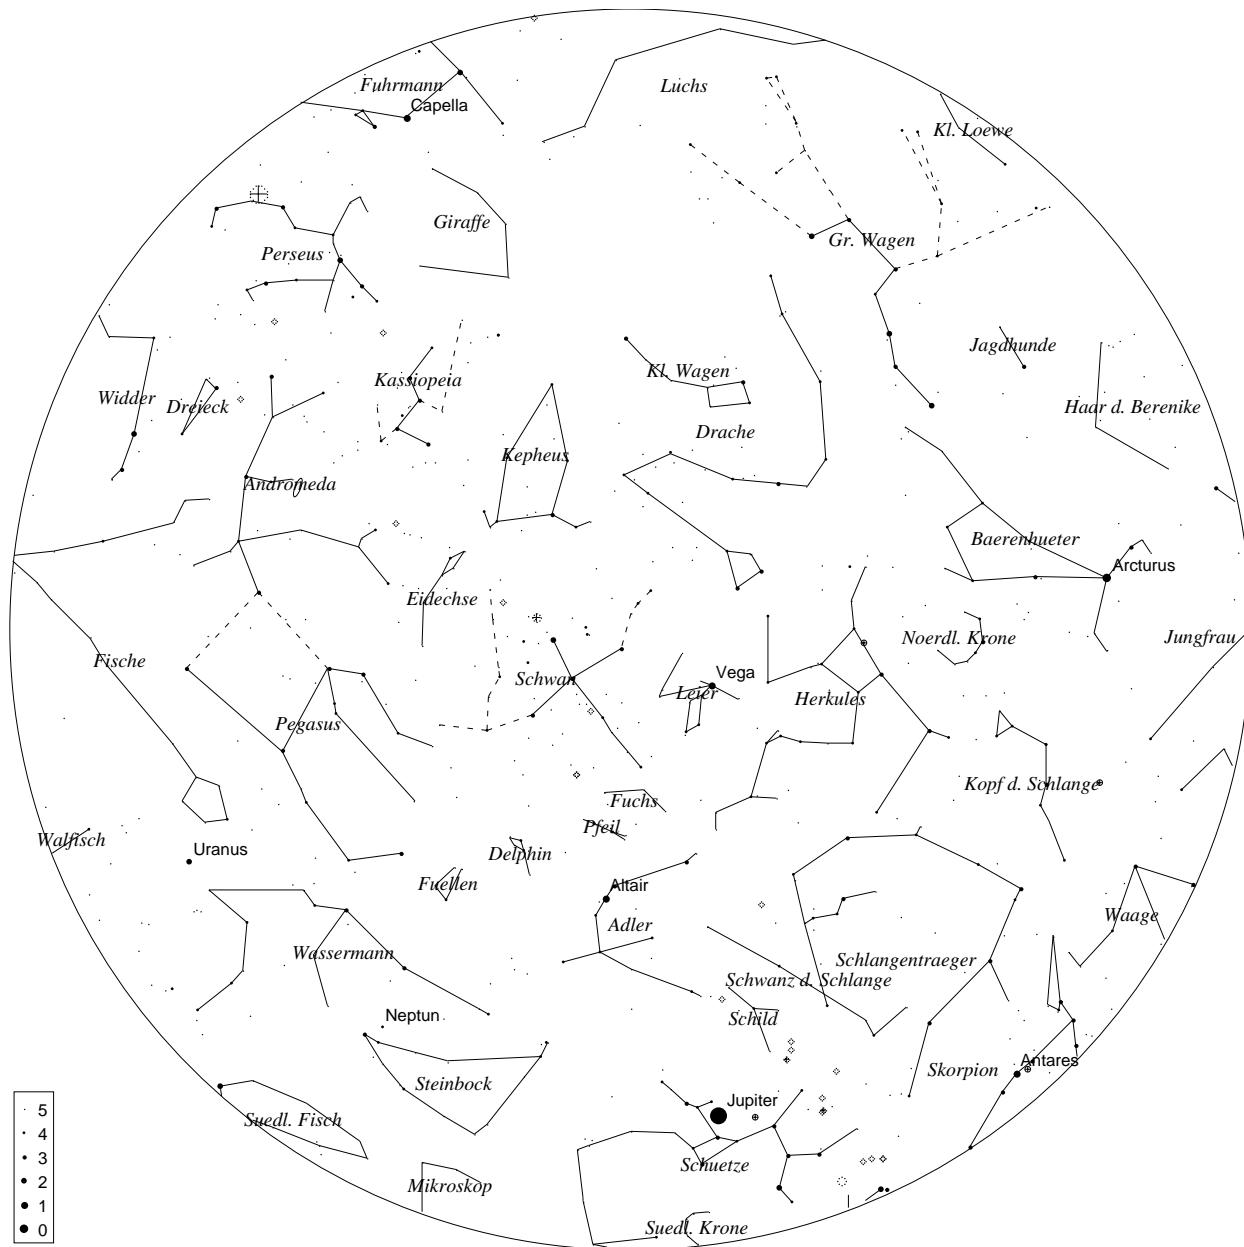 Fuhrmann
Capella
Luchs
Kl. Loewe
Giraffe
Gr. Wagen
Perseus
Jagdhunde
Kl. Wagen
Kassiopeia
Widder
Dreieck
Haar d. Berenike
Drache
Kepheus
Andromeda
Baerenhueter
Arcturus
Eidechse
Noerdl. Krone
Jungfrau
Fische
Schwan
Vega
Leier
Herkules
Pegasus
Kopf d. Schlange
Fuchs
Pfeil
Walfisch
Uranus
Delphin
Fuellen
Altair
Adler
Waage
Wassermann
Schlangentraeger
Schwanz d. Schlange
Neptun
Schild
Antares
Skorpion
Steinbock
Jupiter
Suedl. Fisch
Schuetze
Mikroskop
Suedl. Krone
5
4
3
2
1
0